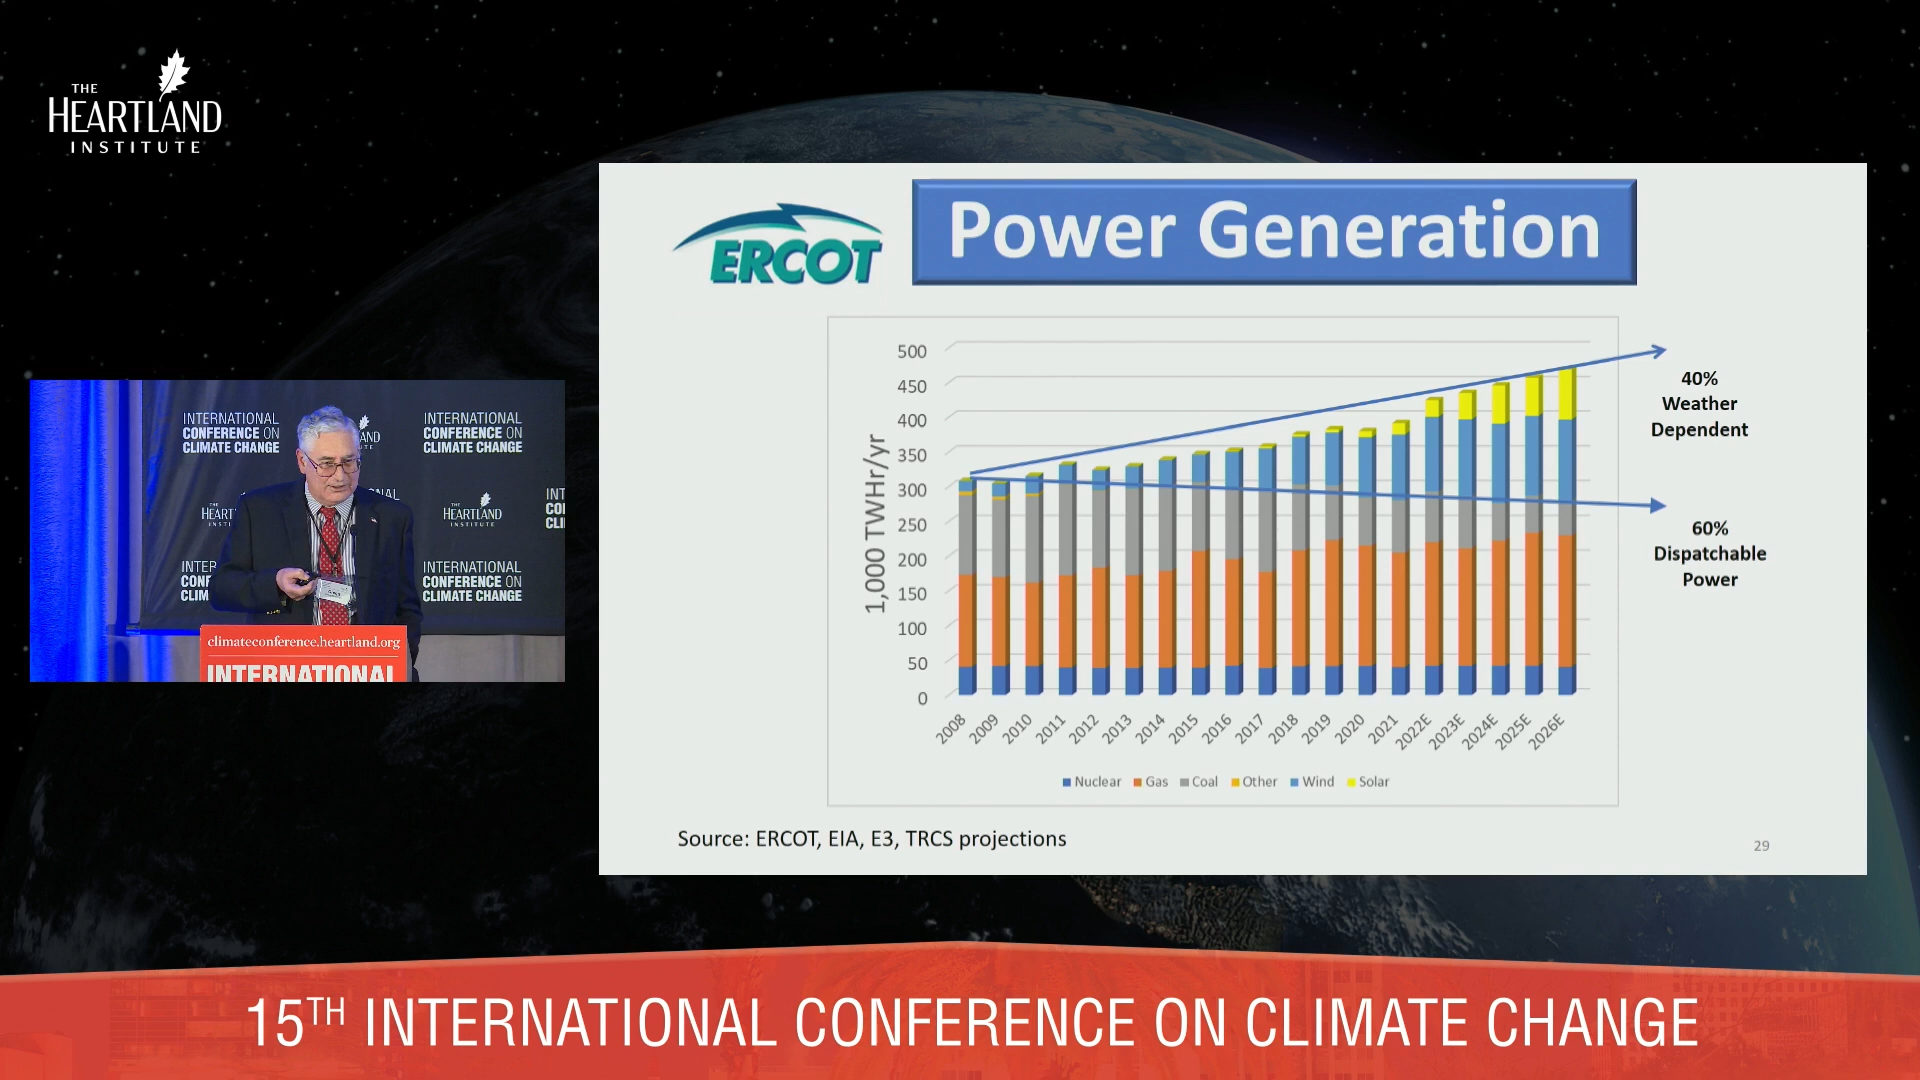 THE
HEARTLAND
INSTITUTE
ERCOT
Power Generation
500
450
400
350
300
250
200
150
100
50
0
1,000 TWHr/yr
2008
2009
2010
2011
2012
2013
2014
2015
2016
2017
2018
2019
2020
2021
2022E
2023E
2024E
2025E
2026E
Nuclear Gas Coal Other Wind Solar
40%
Weather
Dependent
60%
Dispatchable
Power
Source: ERCOT, EIA, E3, TRCS projections
29
INTERNATIONAL
CONFERENCE ON
CLIMATE CHANGE
INTERNATIONAL
CONFERENCE ON
CLIMATE CHANGE
HEARTLAND
INSTITUTE
INTERNATIONAL
CONFERENCE ON
CLIMATE CHANGE
climateconference.heartland.org
INTERNATIONAL
15TH INTERNATIONAL CONFERENCE ON CLIMATE CHANGE